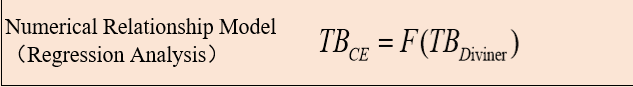 Numerical Relationship Model
（Regression Analysis）
TB_CE = F(TB_Diviner)